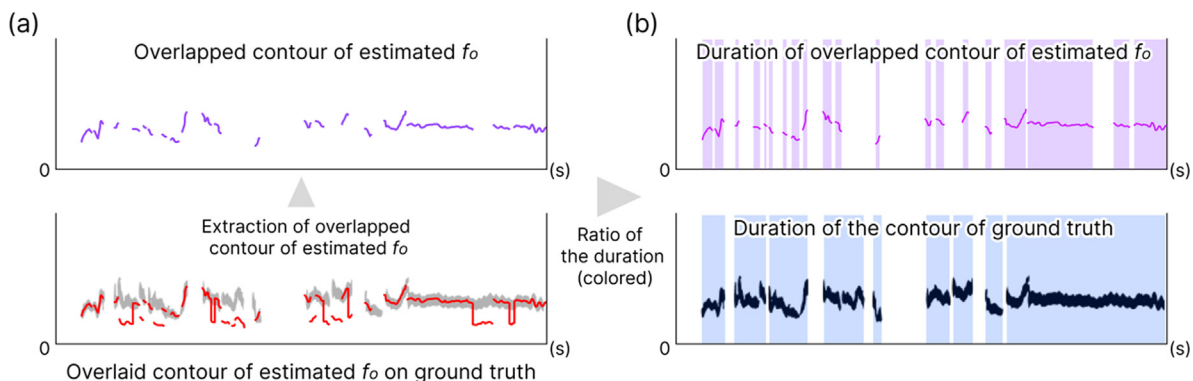 (a)
Overlapped contour of estimated fo
0
(s)
Extraction of overlapped
contour of estimated fo
0
(s)
Overlaid contour of estimated fo on ground truth
Ratio of
the duration
(colored)
(b)
Duration of overlapped contour of estimated fo
0
(s)
Duration of the contour of ground truth
0
(s)